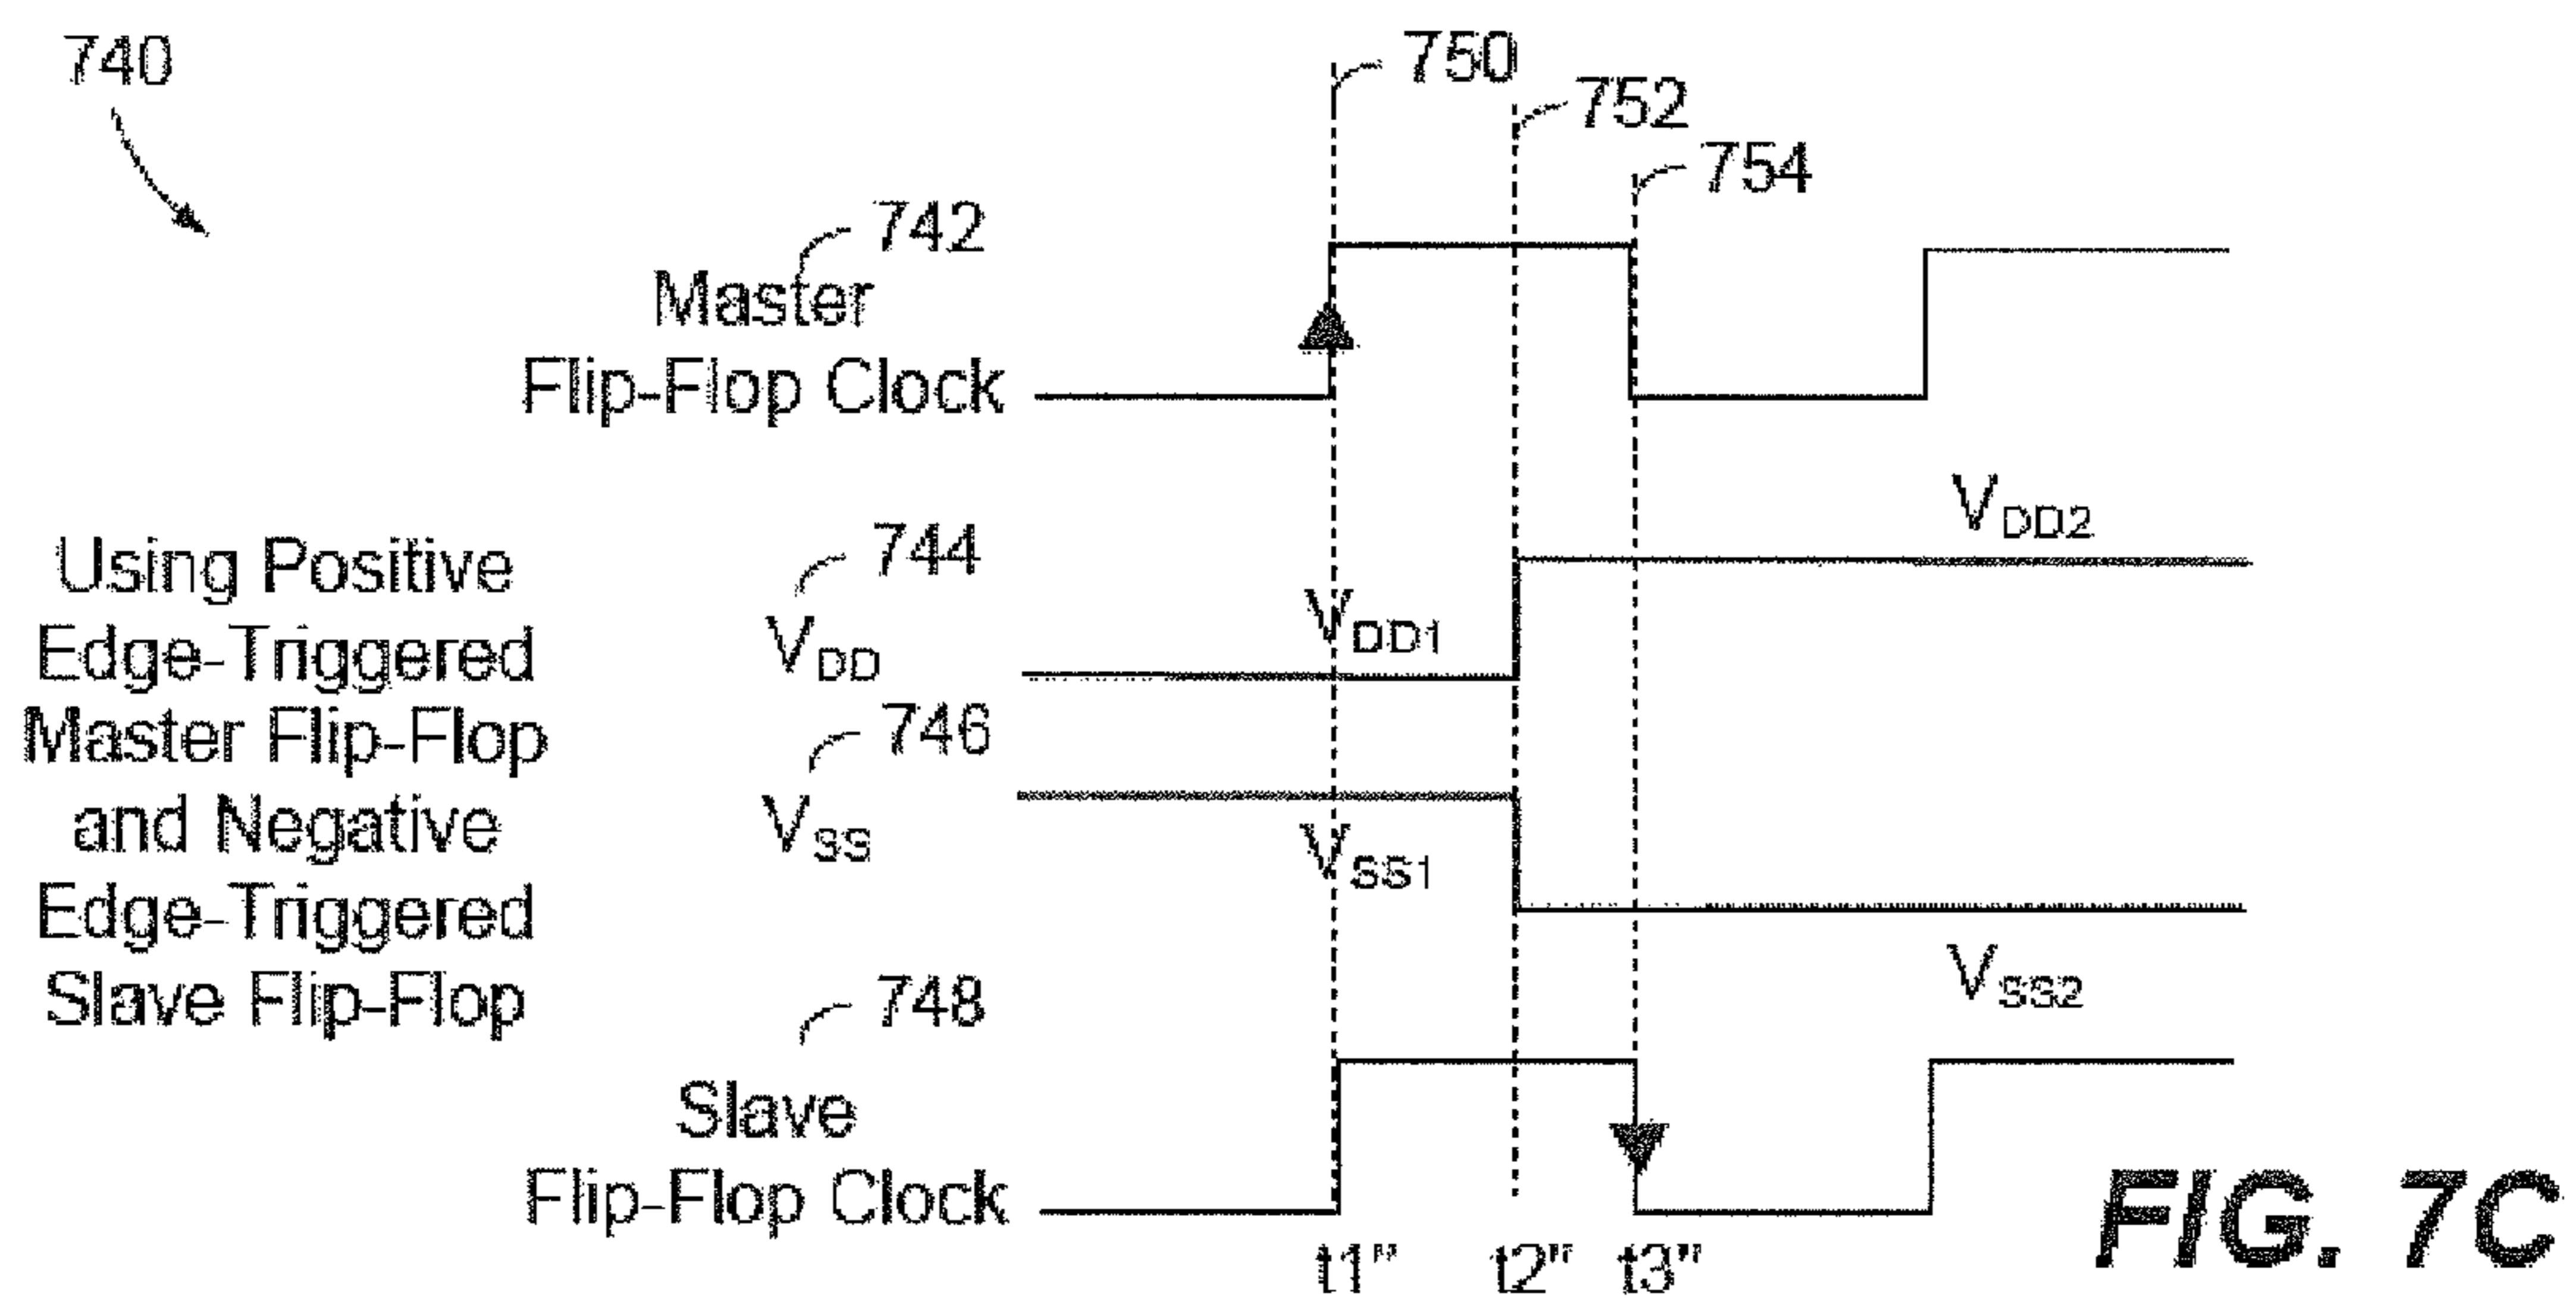 740
750
752
754
742
Master
Flip-Flop Clock
Using Positive
Edge-Triggered
Master Flip-Flop
and Negative
Edge-Triggered
Slave Flip-Flop
744
VDD
VDD1
VDD2
746
VSS
VSS1
VSS2
748
Slave
Flip-Flop Clock
t1" t2" t3"
FIG. 7C